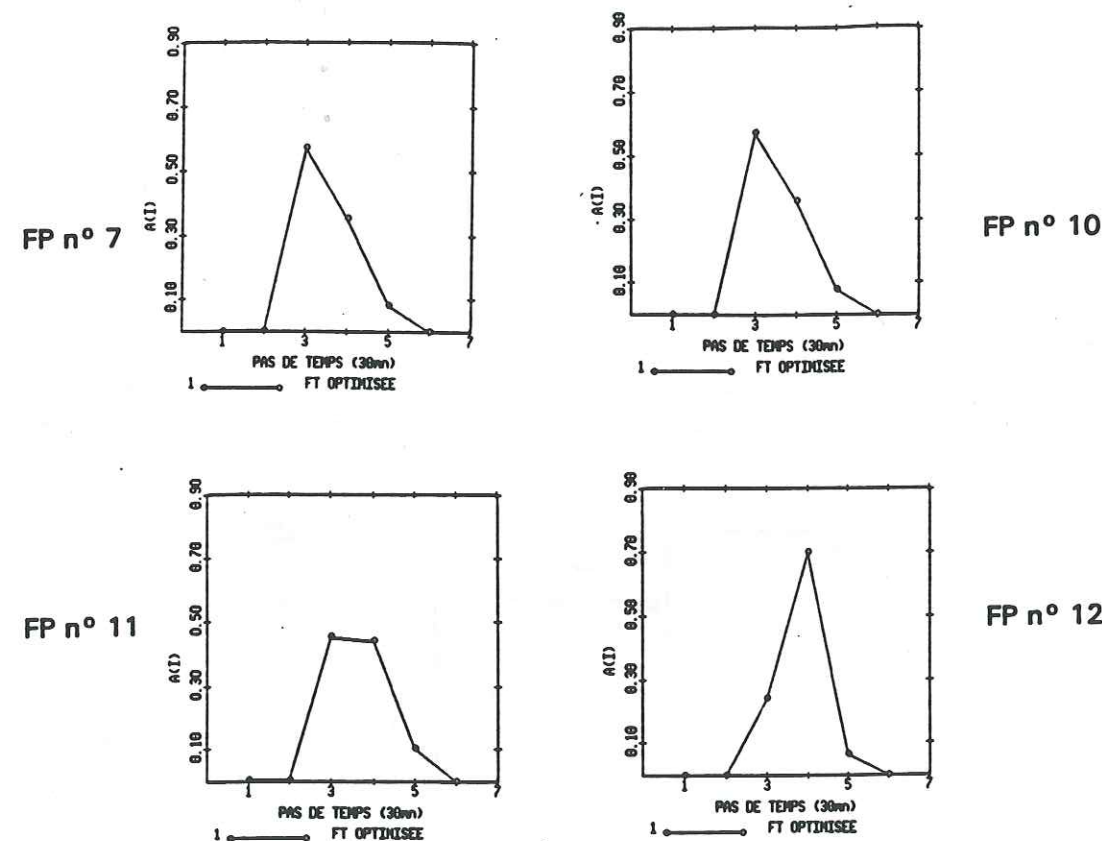 FP nº 7
A(I)
0.90
0.70
0.50
0.30
0.10
1 3 5 7
PAS DE TEMPS (30mn)
1 FT OPTIMISEE
FP nº 10
A(I)
0.90
0.70
0.50
0.30
0.10
1 3 5 7
PAS DE TEMPS (30mn)
1 FT OPTIMISEE
FP nº 11
A(I)
0.90
0.70
0.50
0.30
0.10
1 3 5 7
PAS DE TEMPS (30mn)
1 FT OPTIMISEE
FP nº 12
A(I)
0.90
0.70
0.50
0.30
0.10
1 3 5 7
PAS DE TEMPS (30mn)
1 FT OPTIMISEE